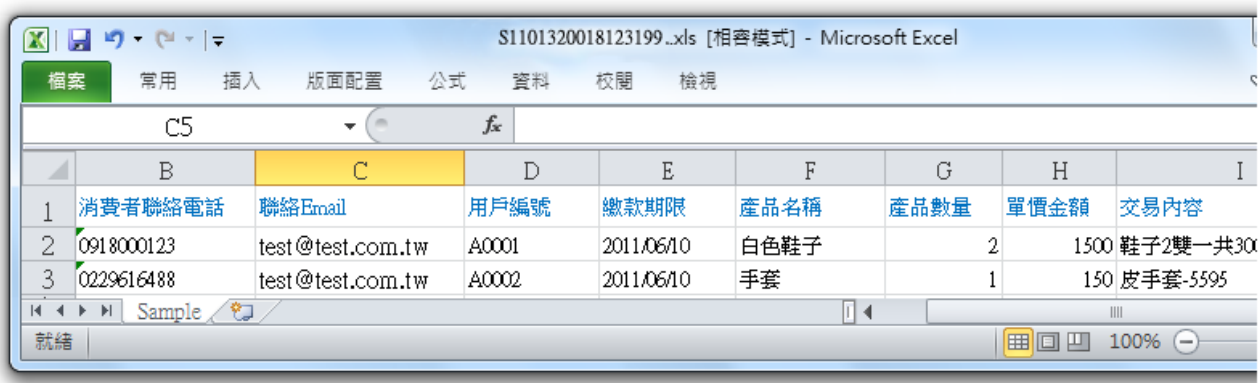 S1101320018123199..xls [相容模式] - Microsoft Excel
檔案 常用 插入 版面配置 公式 資料 校閱 檢視
C5 fx
B C D E F G H I
1 消費者聯絡電話 聯絡Email 用戶編號 繳款期限 產品名稱 產品數量 單價金額 交易內容
2 0918000123 test@test.com.tw A0001 2011/06/10 白色鞋子 2 1500 鞋子2雙一共300
3 0229616488 test@test.com.tw A0002 2011/06/10 手套 1 150 皮手套-5595
Sample
就緒 100%